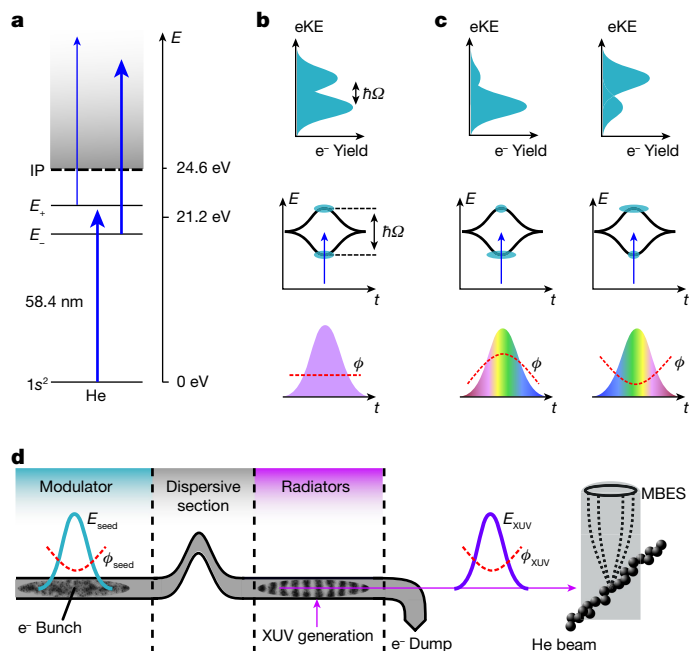 a
E
IP
24.6 eV
E+
21.2 eV
E−
58.4 nm
1s²
0 eV
He
b
eKE
ℏΩ
e− Yield
E
ℏΩ
t
ϕ
t
c
eKE
eKE
e− Yield
e− Yield
E
E
t
t
ϕ
ϕ
t
t
d
Modulator
Dispersive
section
Radiators
MBES
Eseed
ϕseed
EXUV
ϕXUV
e− Bunch
XUV generation
e− Dump
He beam